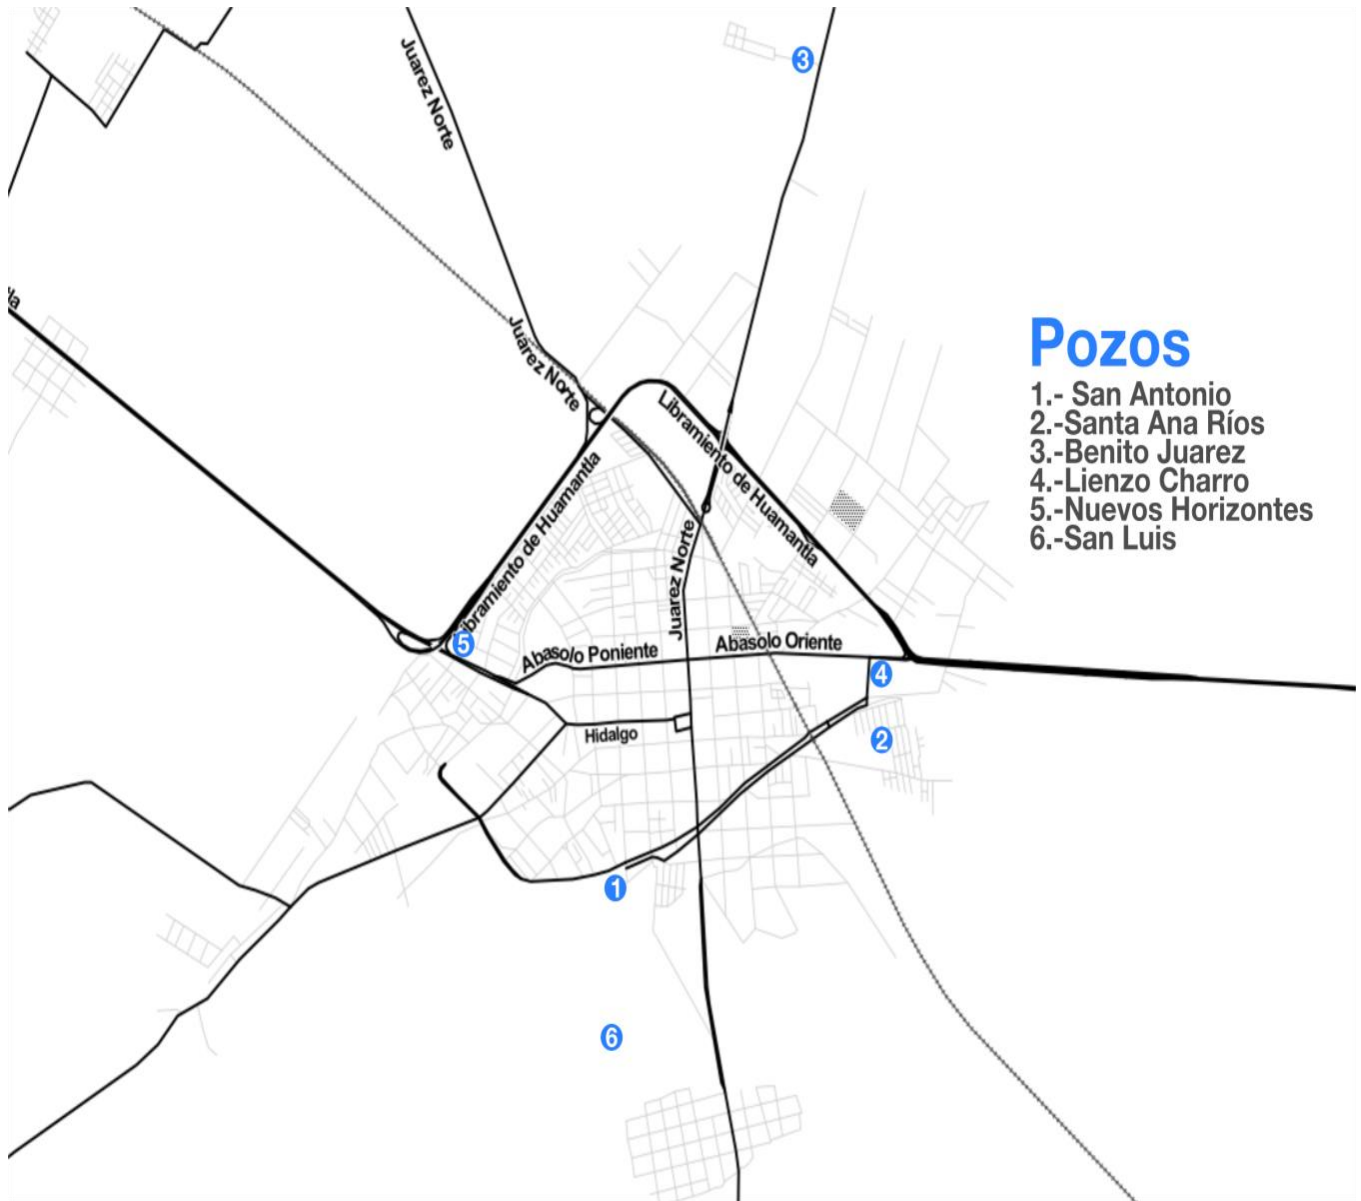 Juarez Norte
3
la
Juárez Norte
Libramiento de Huamantla
Libramiento de Huamantla
Pozos
1.- San Antonio
2.-Santa Ana Ríos
3.-Benito Juarez
4.-Lienzo Charro
5.-Nuevos Horizontes
6.-San Luis
Juarez Norte
5
Abasolo Poniente
Abasolo Oriente
4
Hidalgo
2
1
6